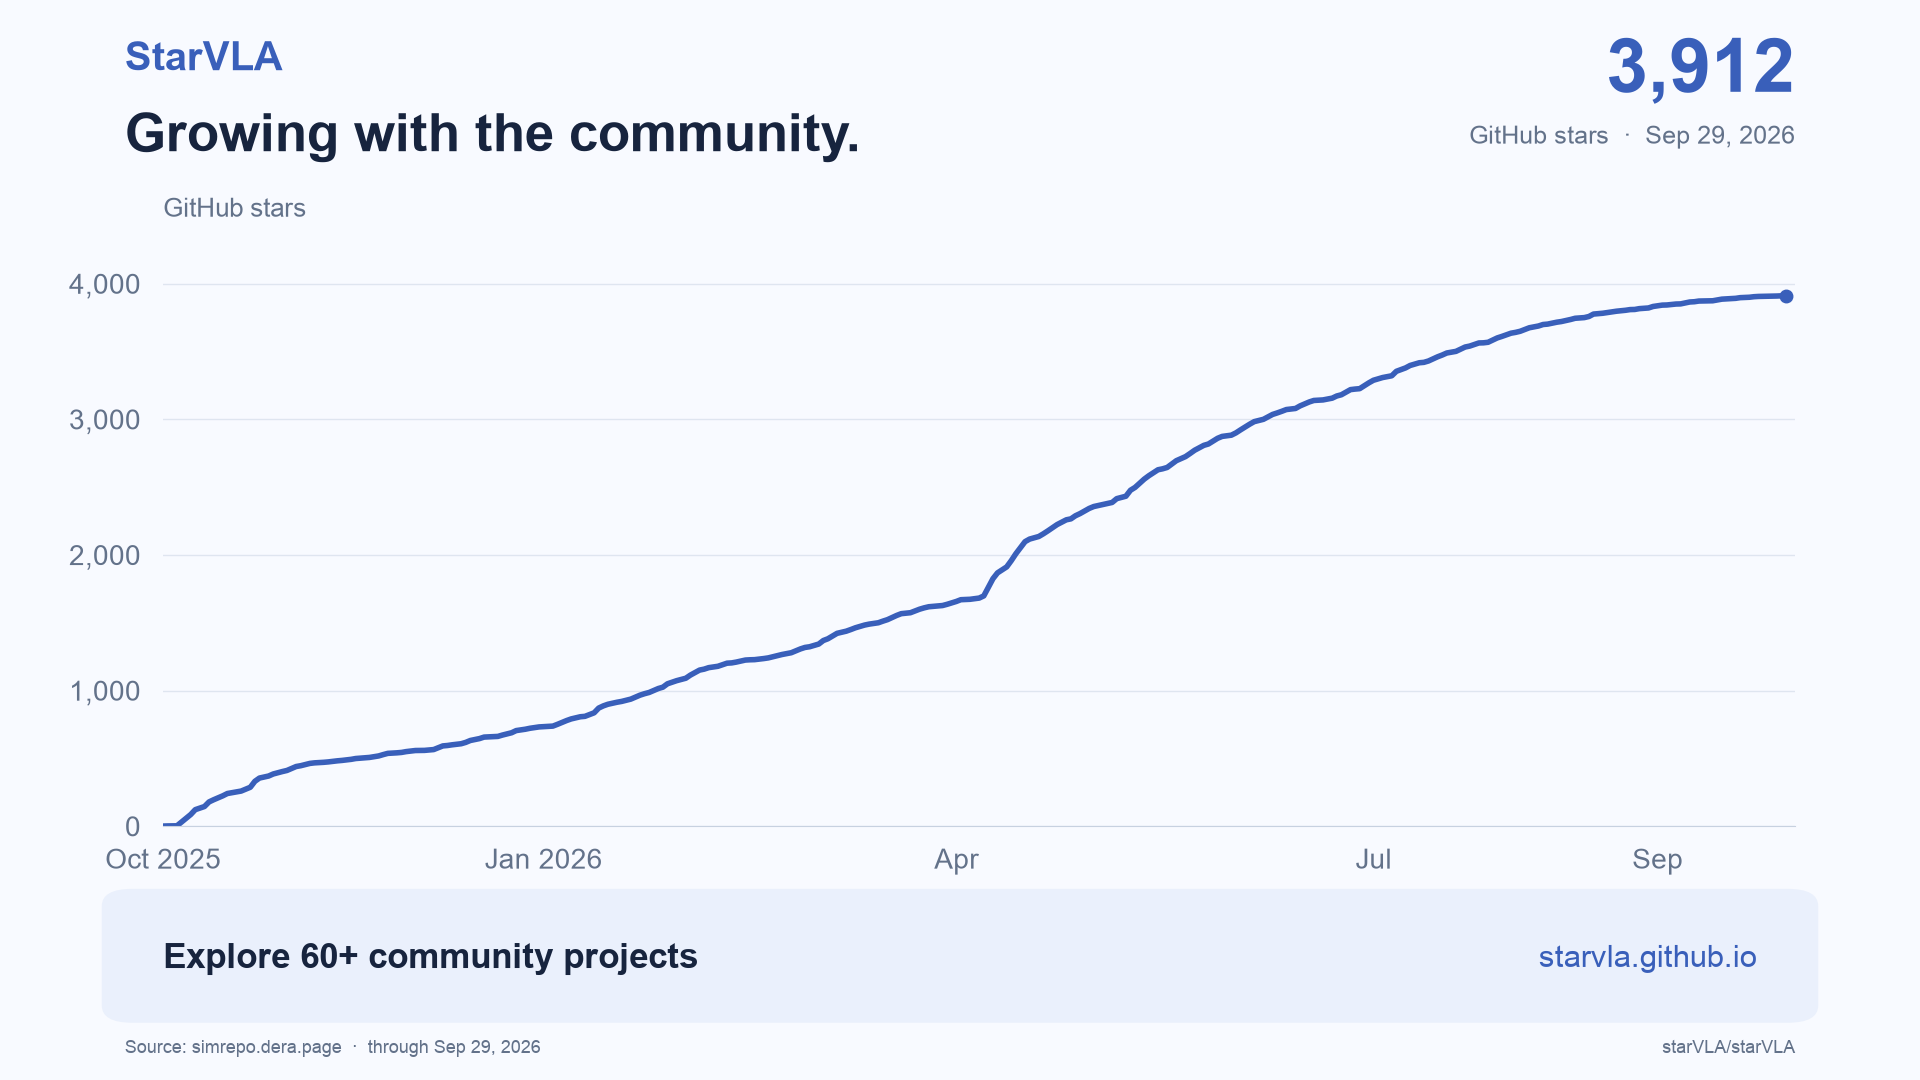 StarVLA
Growing with the community.
3,912
GitHub stars · Sep 29, 2026
GitHub stars
4,000
3,000
2,000
1,000
0
Oct 2025 Jan 2026 Apr Jul Sep
Explore 60+ community projects
starvla.github.io
Source: simrepo.dera.page · through Sep 29, 2026
starVLA/starVLA